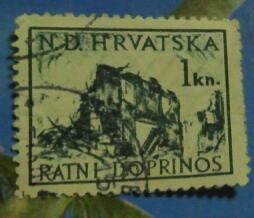 N.D. HRVATSKA
1 kn.
RATNI DOPRINOS